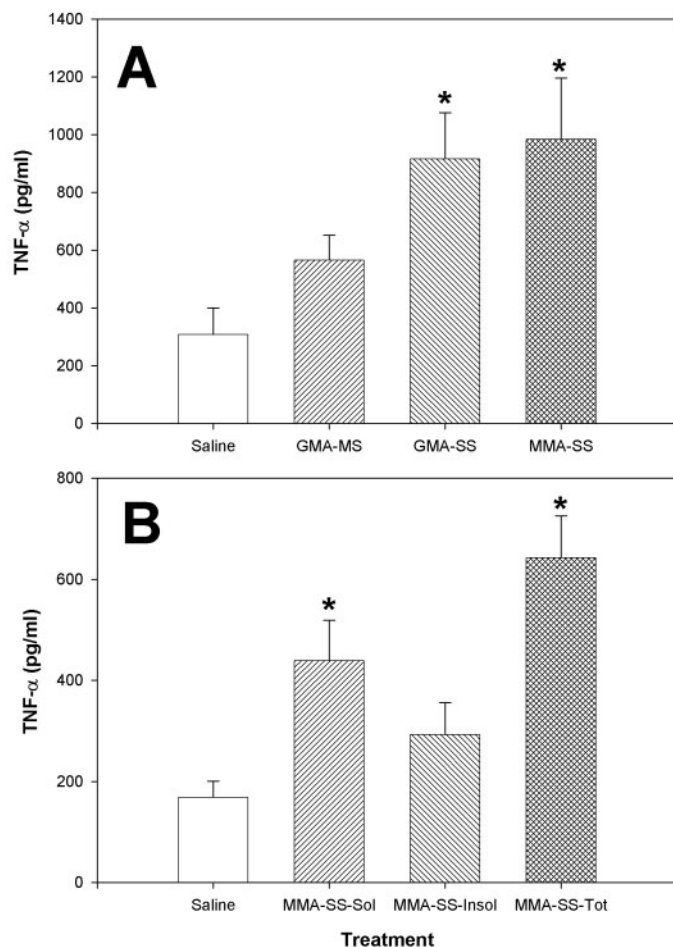 A
TNF-α (pg/ml)
1400
1200
1000
800
600
400
200
0
*
*
Saline GMA-MS GMA-SS MMA-SS
B
TNF-α (pg/ml)
800
600
400
200
0
*
*
Saline MMA-SS-Sol MMA-SS-Insol MMA-SS-Tot
Treatment